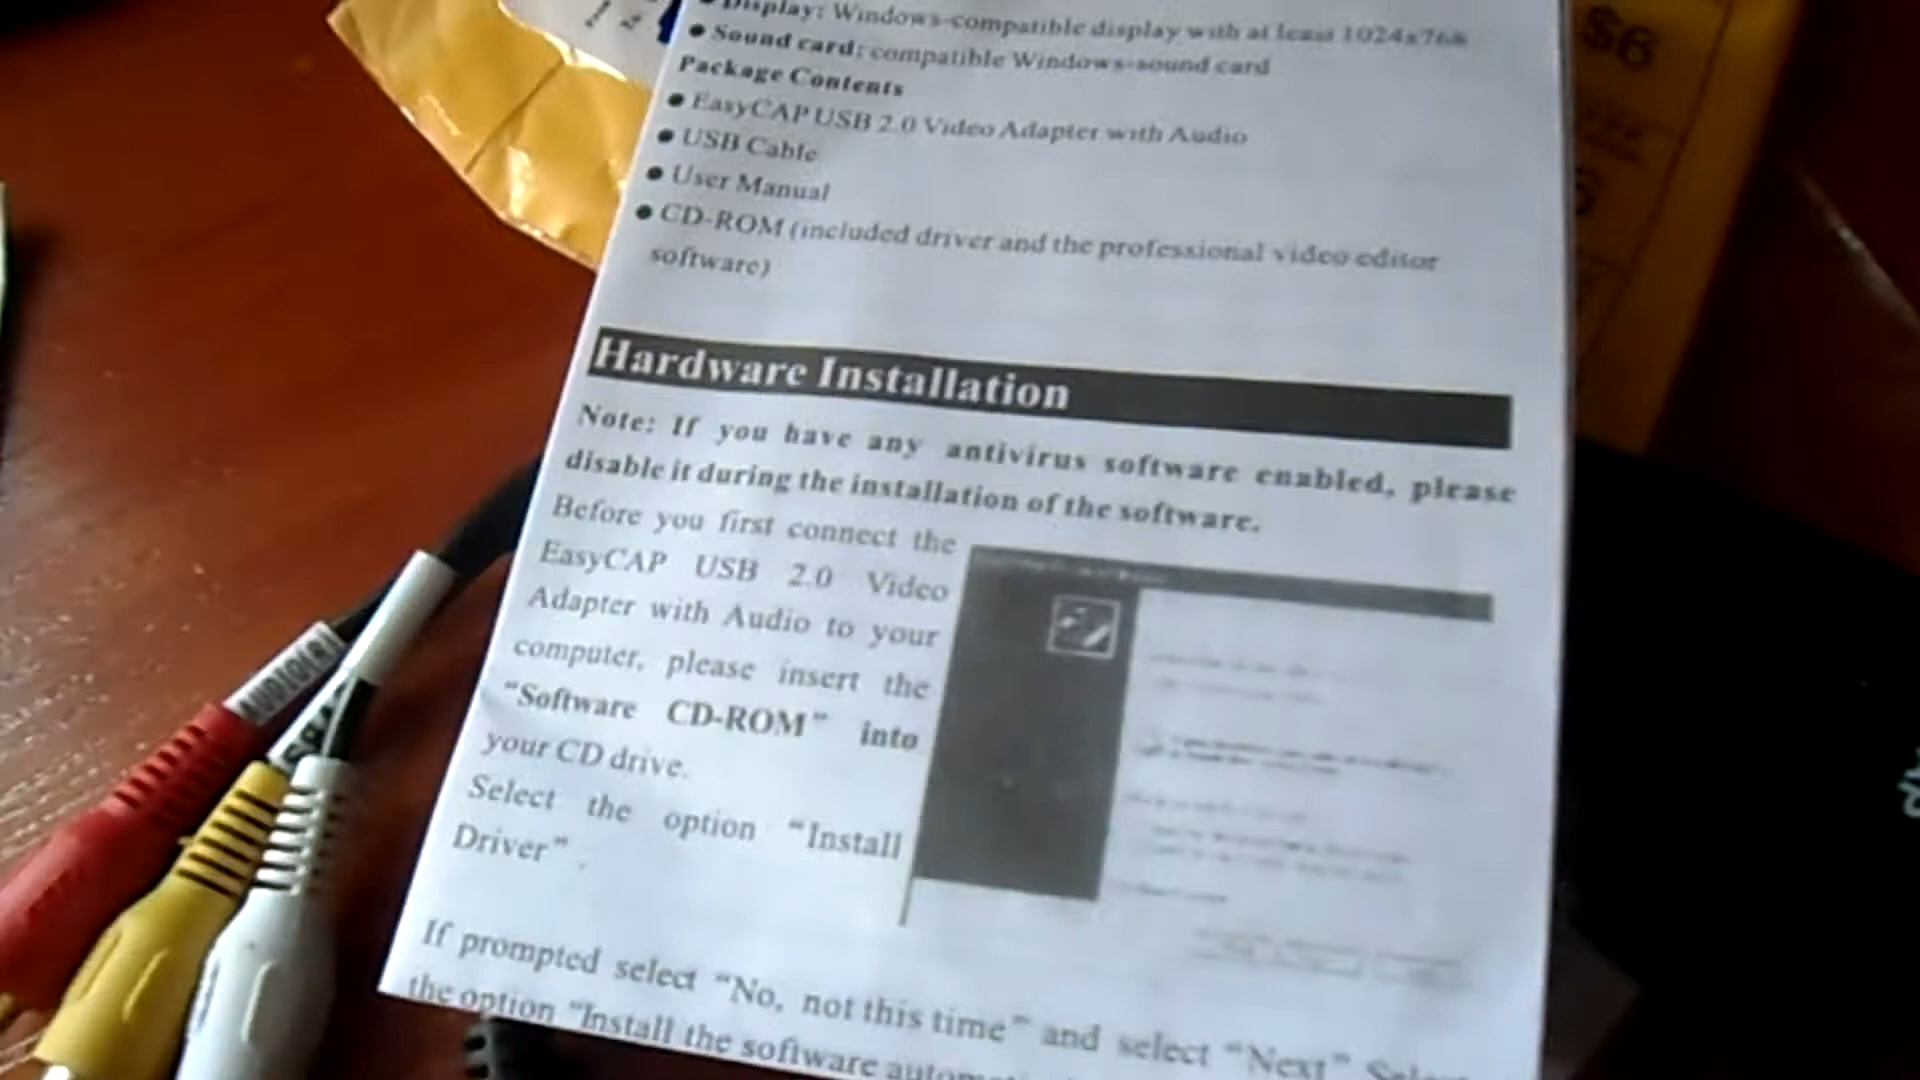 Display: Windows-compatible display with at least 1024x768
● Sound card: compatible Windows-sound card
Package Contents
● EasyCAP USB 2.0 Video Adapter with Audio
● USB Cable
● User Manual
● CD-ROM (included driver and the professional video editor
software)
Hardware Installation
Note: If you have any antivirus software enabled, please
disable it during the installation of the software.
Before you first connect the
EasyCAP USB 2.0 Video
Adapter with Audio to your
computer, please insert the
“Software CD-ROM” into
your CD drive.
Select the option “Install
Driver” .
If prompted select “No, not this time” and select “Next” Select
the option “Install the software
$6
AUDIO(R)